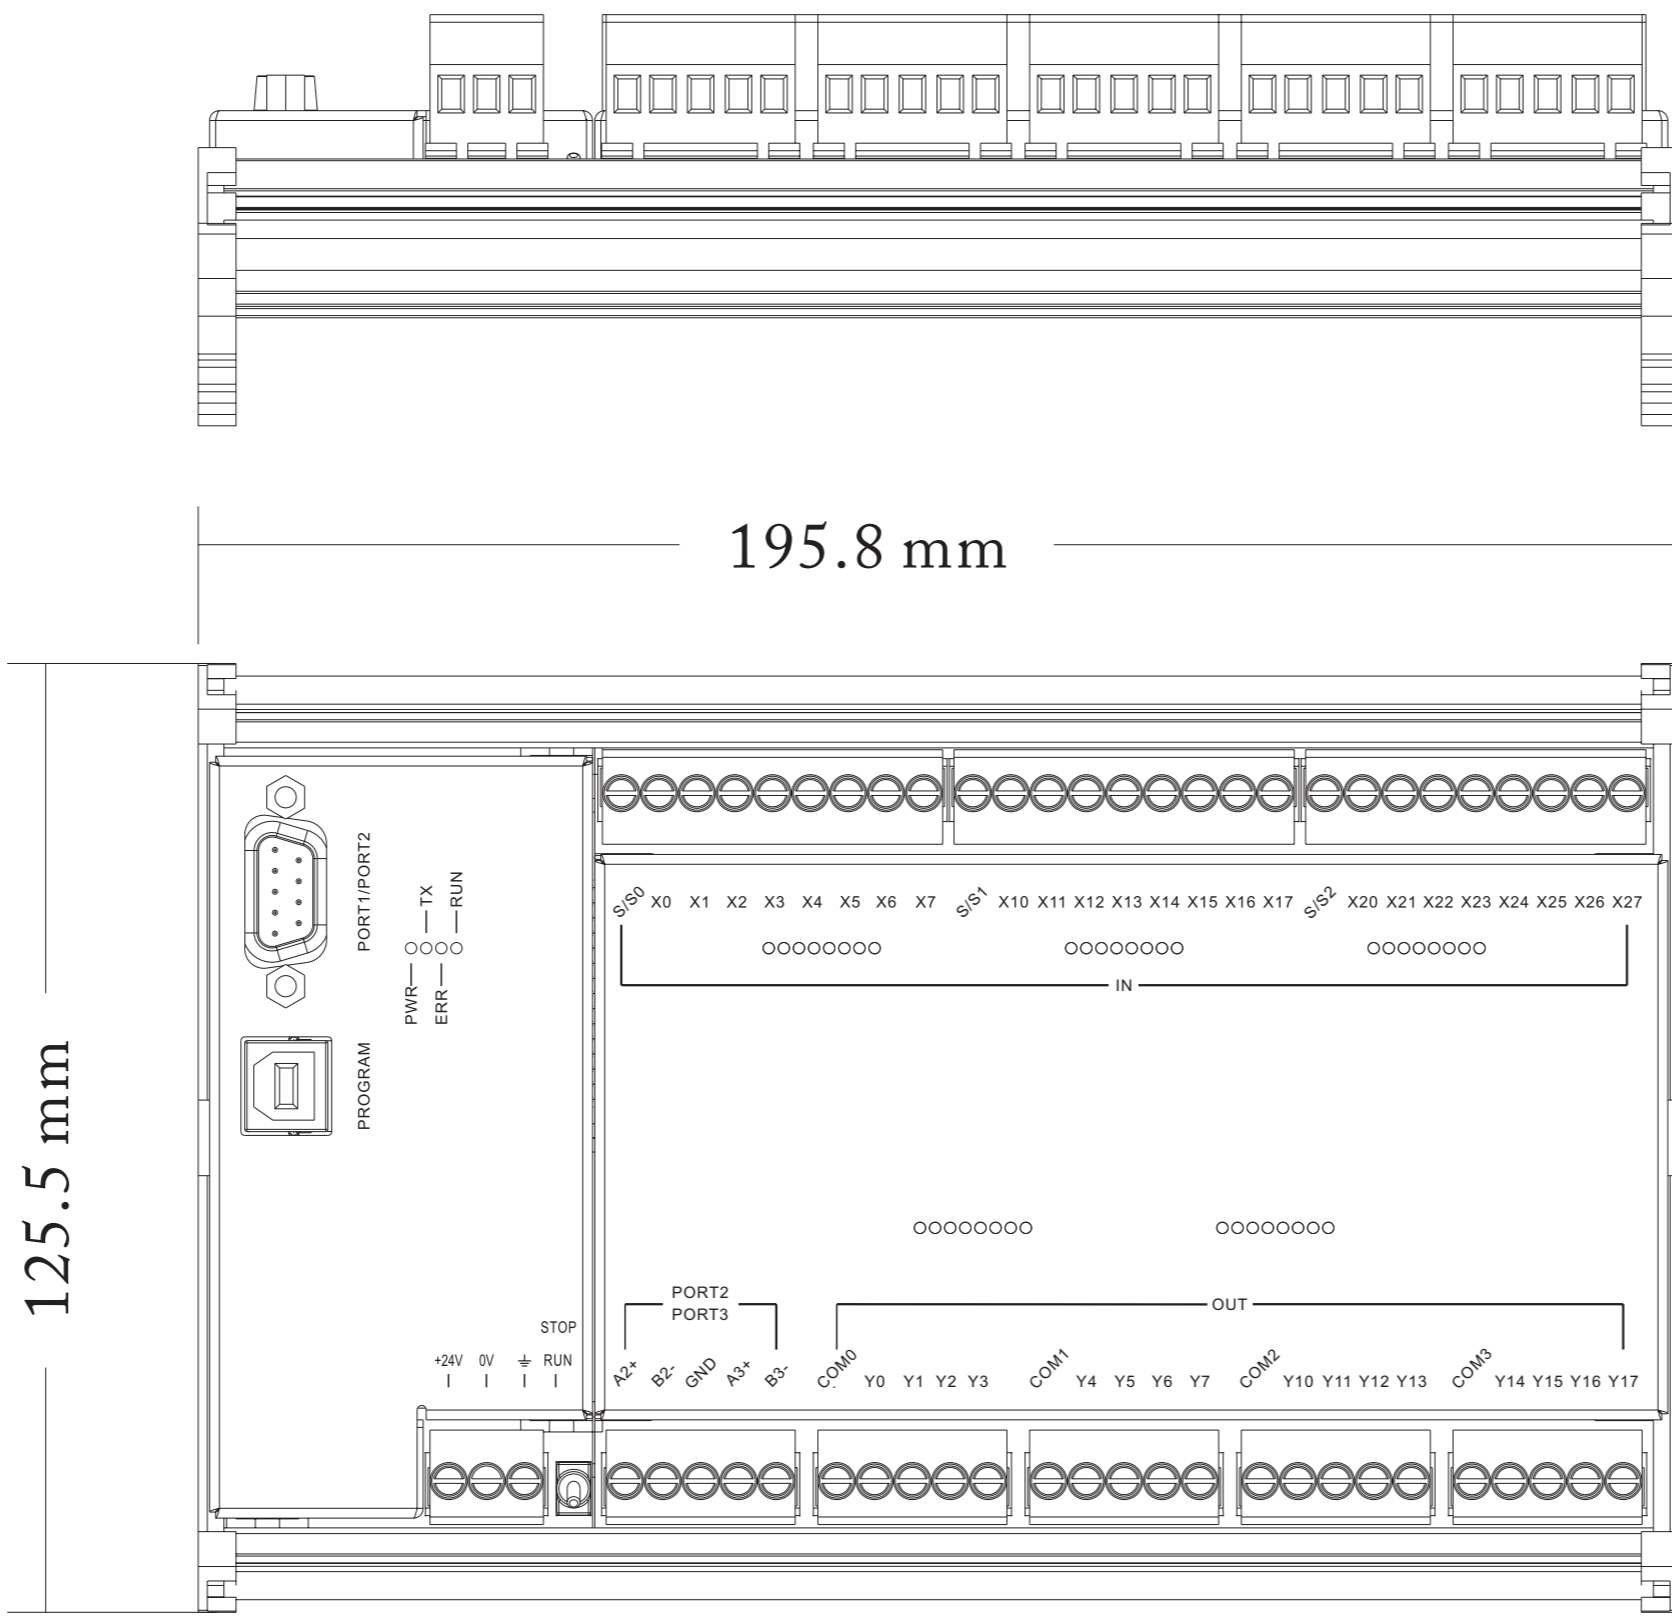 195.8 mm
125.5 mm
PORT1/PORT2
TX
RUN
PWR
ERR
PROGRAM
S/S0 X0 X1 X2 X3 X4 X5 X6 X7 S/S1 X10 X11 X12 X13 X14 X15 X16 X17 S/S2 X20 X21 X22 X23 X24 X25 X26 X27
IN
PORT2
PORT3
OUT
STOP
+24V 0V RUN
A2+ B2- GND A3+ B3- COM0 Y0 Y1 Y2 Y3 COM1 Y4 Y5 Y6 Y7 COM2 Y10 Y11 Y12 Y13 COM3 Y14 Y15 Y16 Y17